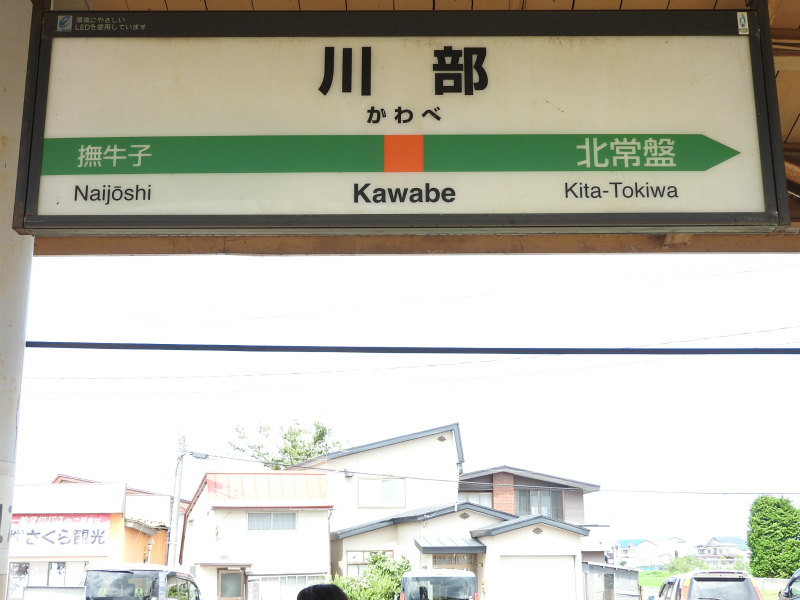 環境にやさしい
LEDを使用しています
川部
かわべ
撫牛子 北常盤
Naijōshi Kawabe Kita-Tokiwa
さくら観光